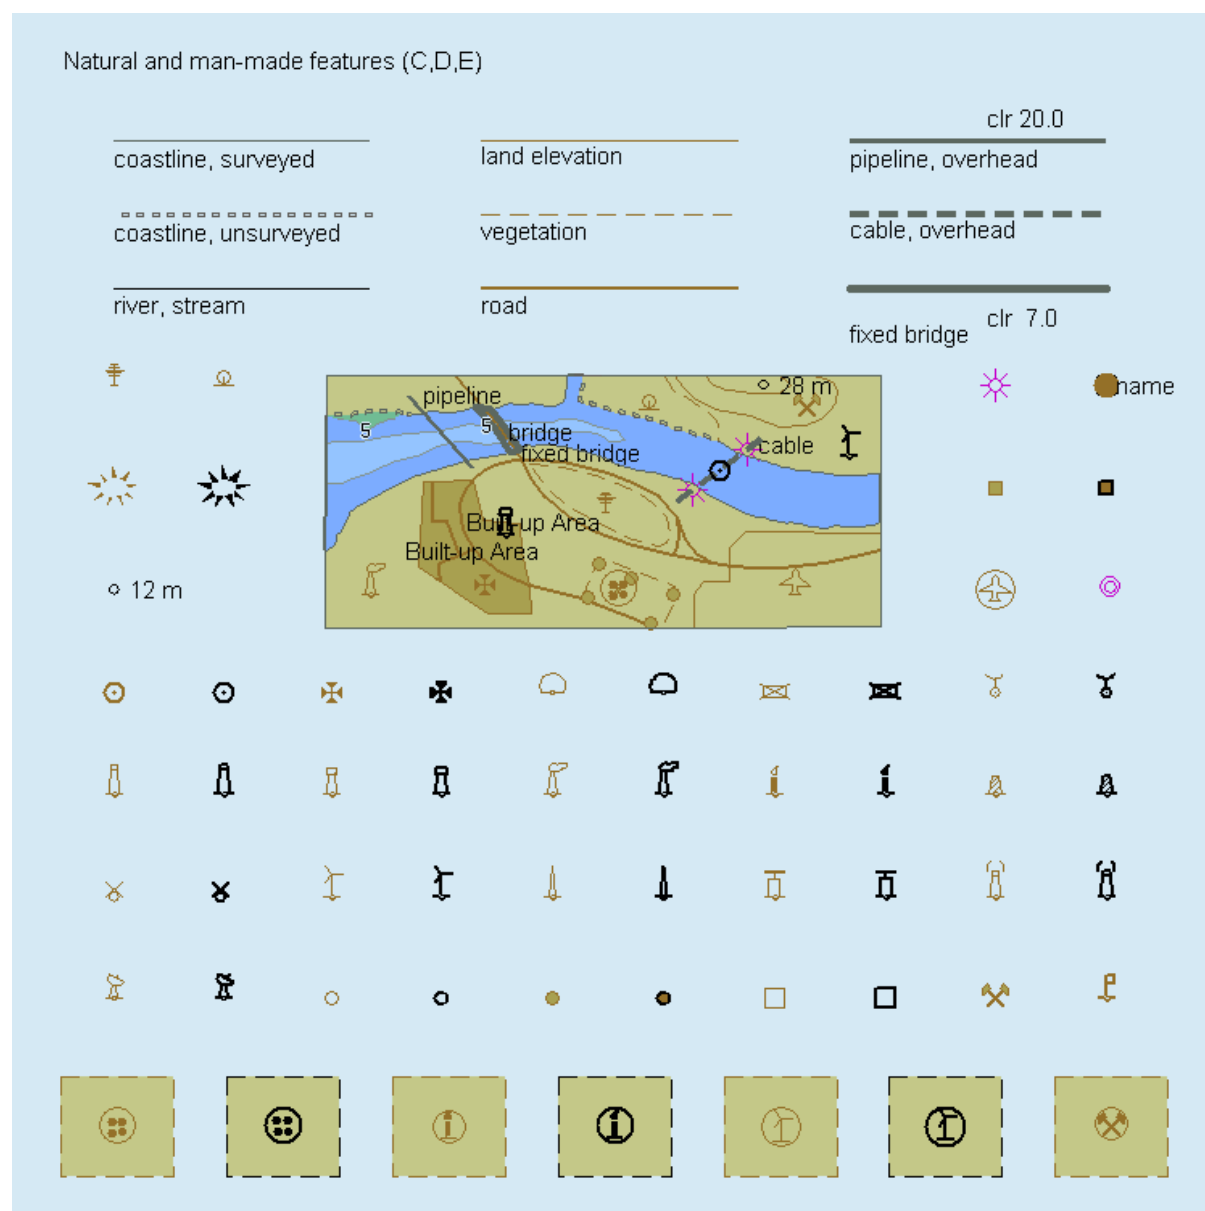 Natural and man-made features (C,D,E)
clr 20.0
coastline, surveyed
land elevation
pipeline, overhead
coastline, unsurveyed
vegetation
cable, overhead
river, stream
road
clr 7.0
fixed bridge
28 m
name
pipeline
5
5
bridge
cable
fixed bridge
Built-up Area
Built-up Area
12 m